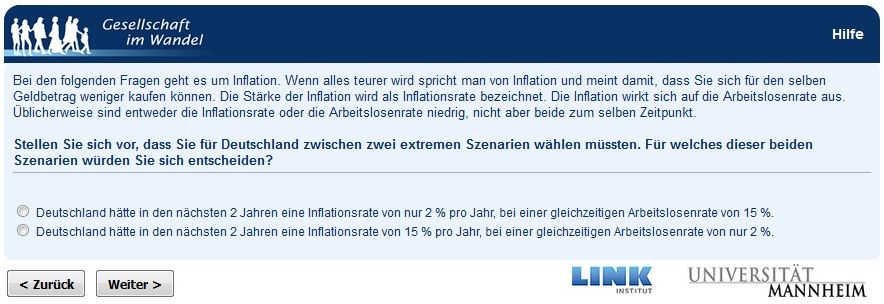 Gesellschaft
im Wandel
Hilfe
Bei den folgenden Fragen geht es um Inflation. Wenn alles teurer wird spricht man von Inflation und meint damit, dass Sie sich für den selben
Geldbetrag weniger kaufen können. Die Stärke der Inflation wird als Inflationsrate bezeichnet. Die Inflation wirkt sich auf die Arbeitslosenrate aus.
Üblicherweise sind entweder die Inflationsrate oder die Arbeitslosenrate niedrig, nicht aber beide zum selben Zeitpunkt.
Stellen Sie sich vor, dass Sie für Deutschland zwischen zwei extremen Szenarien wählen müssten. Für welches dieser beiden
Szenarien würden Sie sich entscheiden?
Deutschland hätte in den nächsten 2 Jahren eine Inflationsrate von nur 2 % pro Jahr, bei einer gleichzeitigen Arbeitslosenrate von 15 %.
Deutschland hätte in den nächsten 2 Jahren eine Inflationsrate von 15 % pro Jahr, bei einer gleichzeitigen Arbeitslosenrate von nur 2 %.
< Zurück Weiter >
LINK
INSTITUT
UNIVERSITÄT
MANNHEIM